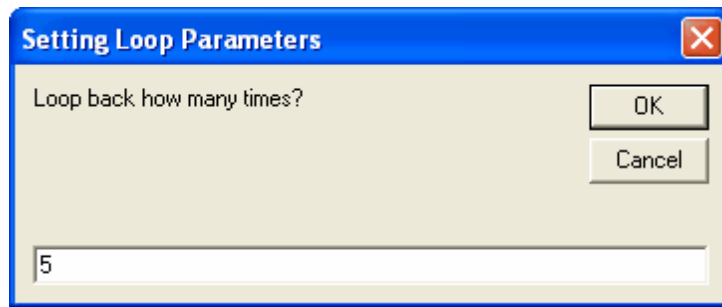 Setting Loop Parameters
Loop back how many times?
OK
Cancel
5